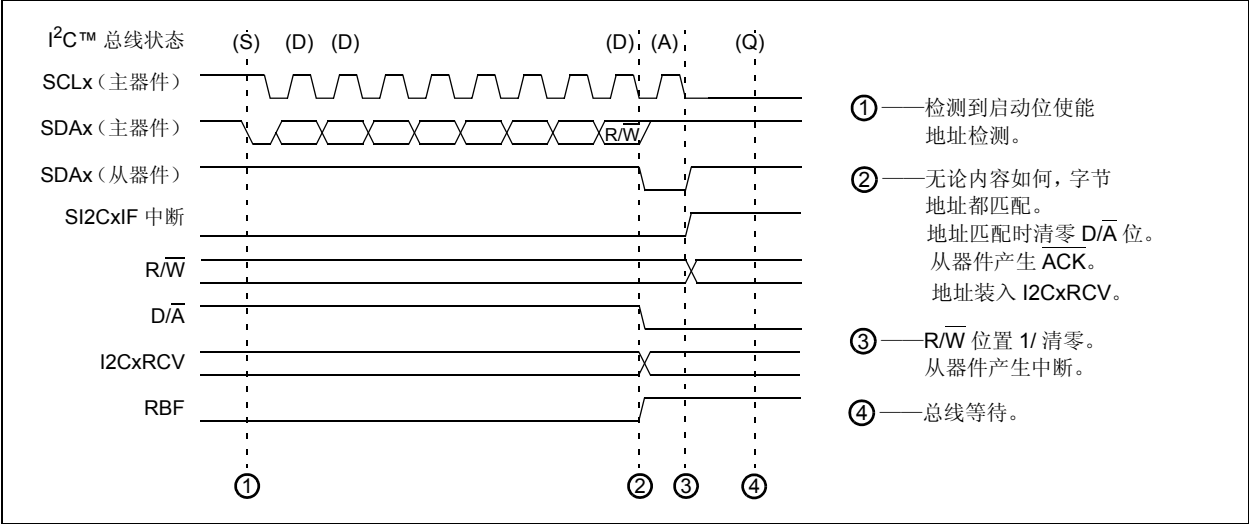 I²C™ 总线状态 (S) (D) (D) (D) (A) (Q)
SCLx（主器件）
SDAx（主器件） R/W̅
SDAx（从器件）
SI2CxIF 中断
R/W̅
D/A̅
I2CxRCV
RBF
① ② ③ ④
①——检测到启动位使能
地址检测。
②——无论内容如何，字节
地址都匹配。
地址匹配时清零 D/A̅ 位。
从器件产生 A̅C̅K̅。
地址装入 I2CxRCV。
③——R/W̅ 位置 1/ 清零。
从器件产生中断。
④——总线等待。